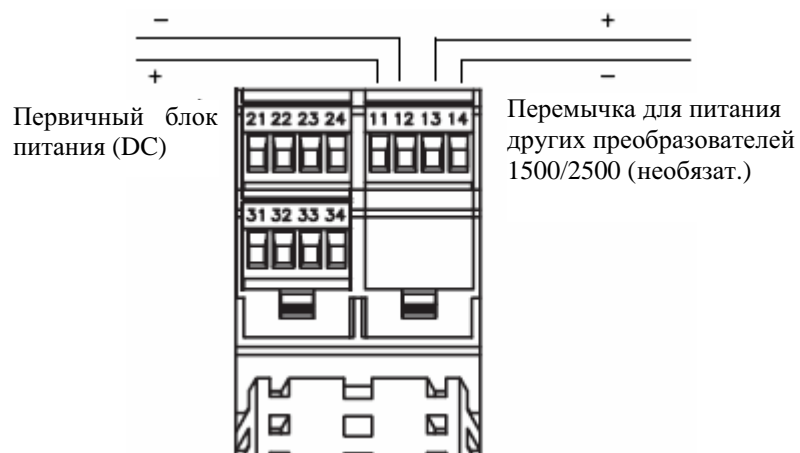 − +
+ −
Первичный блок
питания (DC)
21 22 23 24 11 12 13 14
Перемычка для питания
других преобразователей
1500/2500 (необязат.)
31 32 33 34